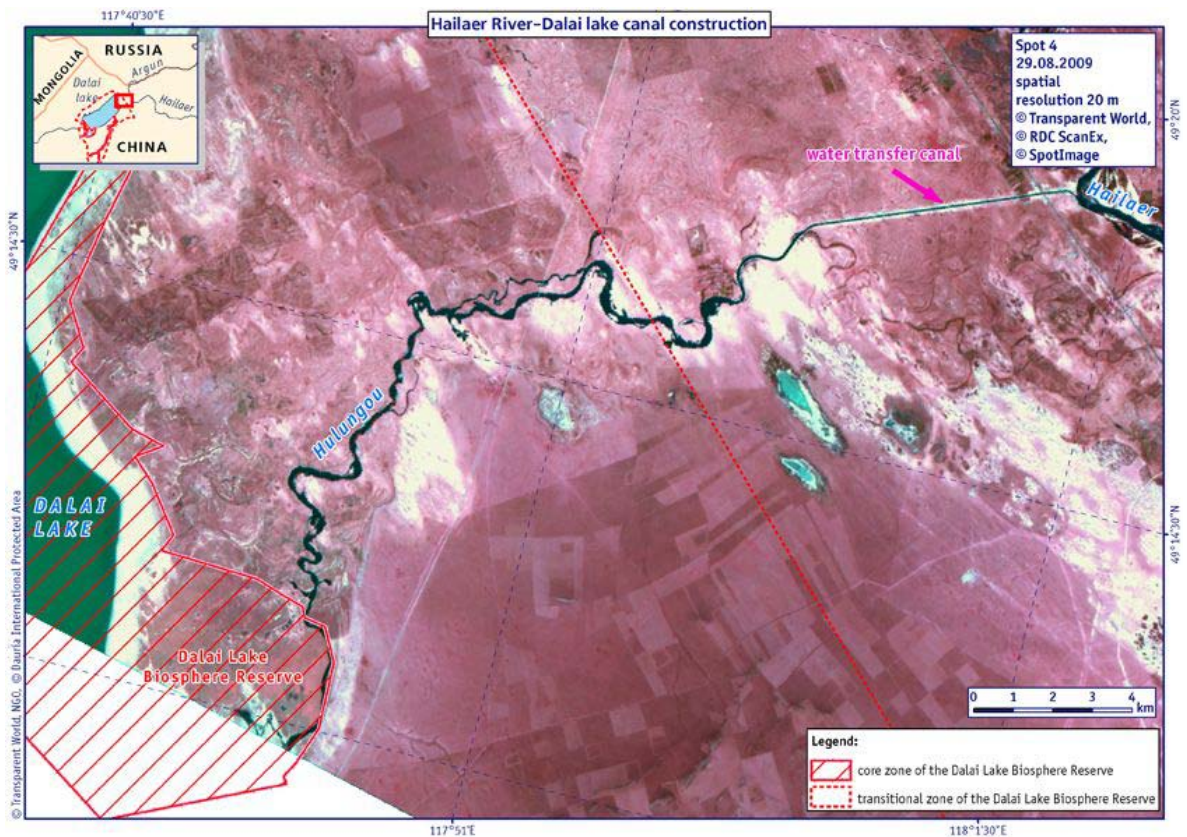 117°40'30"E
Hailaer River-Dalai lake canal construction
MONGOLIA
RUSSIA
Argun
Dalai
lake
Hailaer
CHINA
Spot 4
29.08.2009
spatial
resolution 20 m
© Transparent World,
© RDC ScanEx,
© SpotImage
49°20'N
water transfer canal
Hailaer
49°14'30"N
Hulungou
DALAI
LAKE
49°14'30"N
Dalai Lake
Biosphere Reserve
0 1 2 3 4
km
Legend:
core zone of the Dalai Lake Biosphere Reserve
transitional zone of the Dalai Lake Biosphere Reserve
© Transparent World, NGO, © Dauria International Protected Area
117°51'E
118°1'30"E